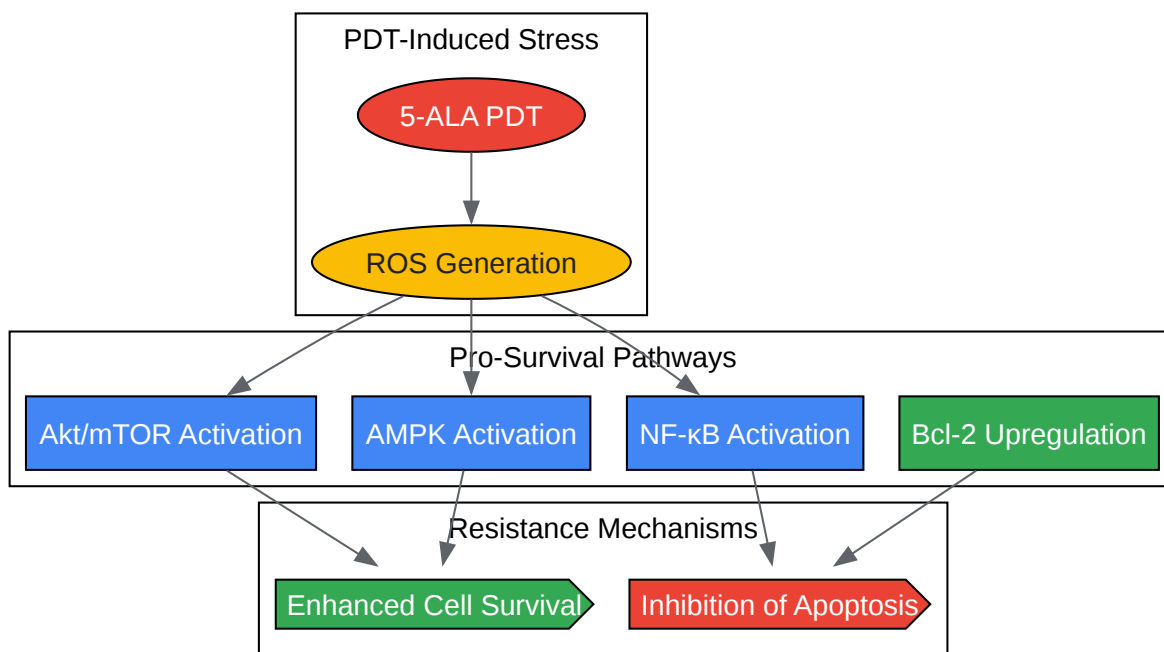 PDT-Induced Stress
5-ALA PDT
ROS Generation
Pro-Survival Pathways
Akt/mTOR Activation
AMPK Activation
NF-κB Activation
Bcl-2 Upregulation
Resistance Mechanisms
Enhanced Cell Survival
Inhibition of Apoptosis